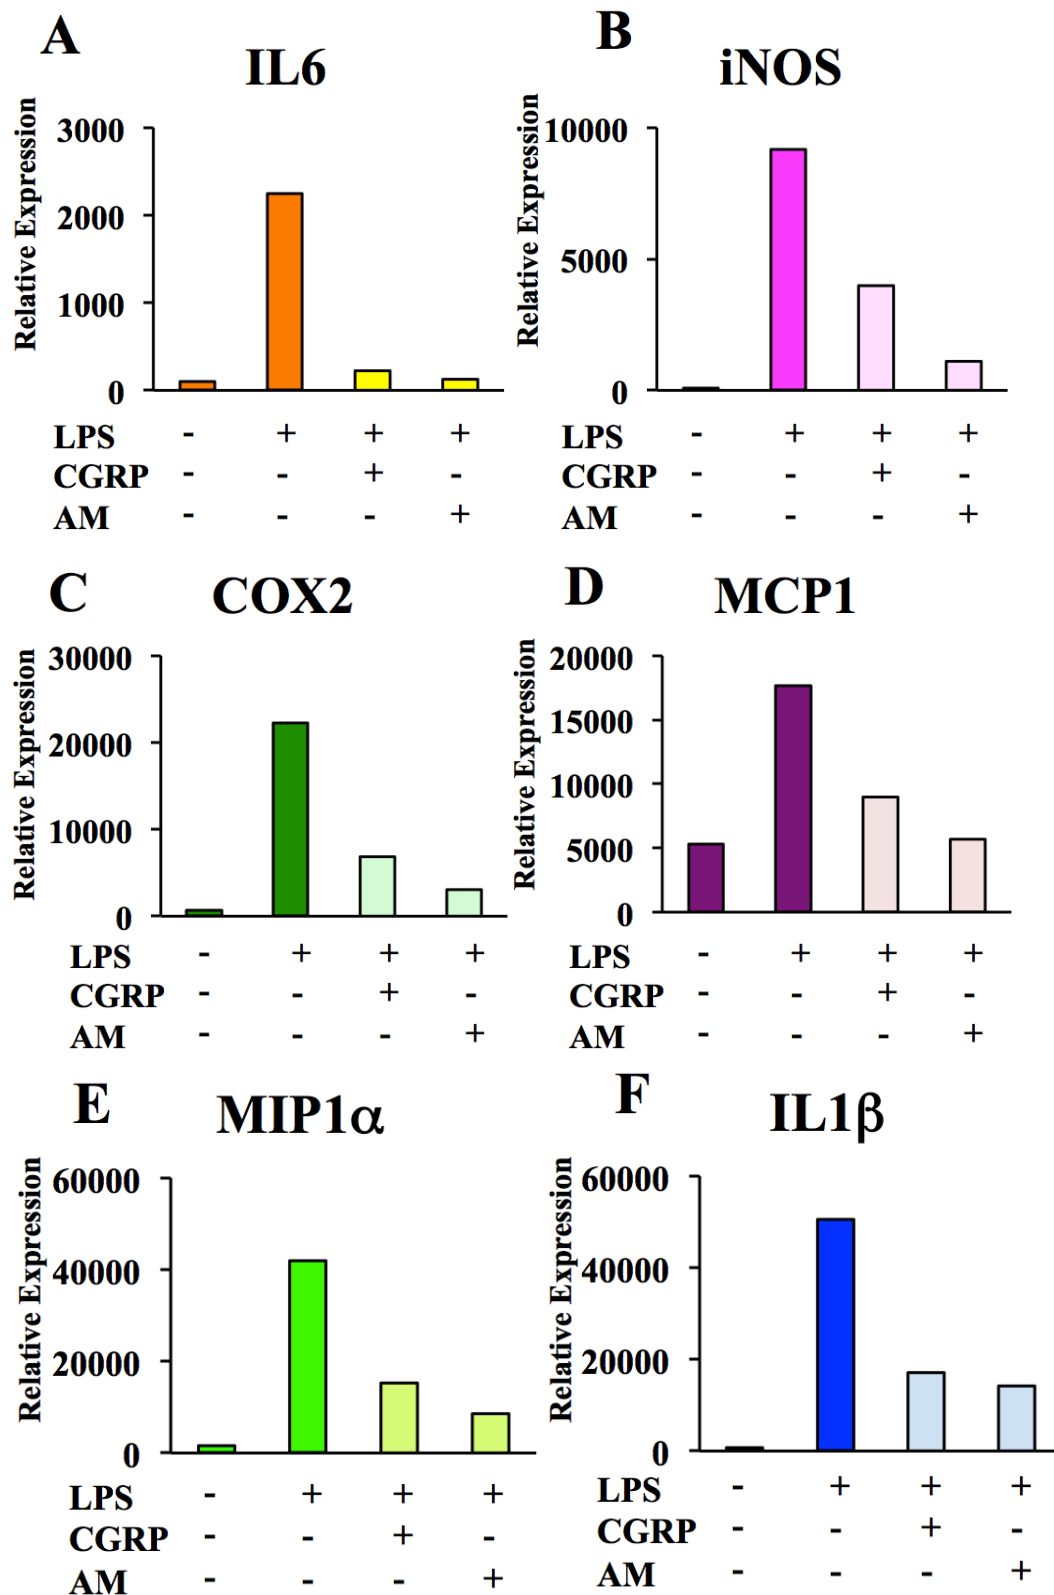 A
IL6
Relative Expression
3000
2000
1000
0
LPS - + + +
CGRP - - + -
AM - - - +
B
iNOS
Relative Expression
10000
5000
0
LPS - + + +
CGRP - - + -
AM - - - +
C
COX2
Relative Expression
30000
20000
10000
0
LPS - + + +
CGRP - - + -
AM - - - +
D
MCP1
Relative Expression
20000
15000
10000
5000
0
LPS - + + +
CGRP - - + -
AM - - - +
E
MIP1α
Relative Expression
60000
40000
20000
0
LPS - + + +
CGRP - - + -
AM - - - +
F
IL1β
Relative Expression
60000
40000
20000
0
LPS - + + +
CGRP - - + -
AM - - - +